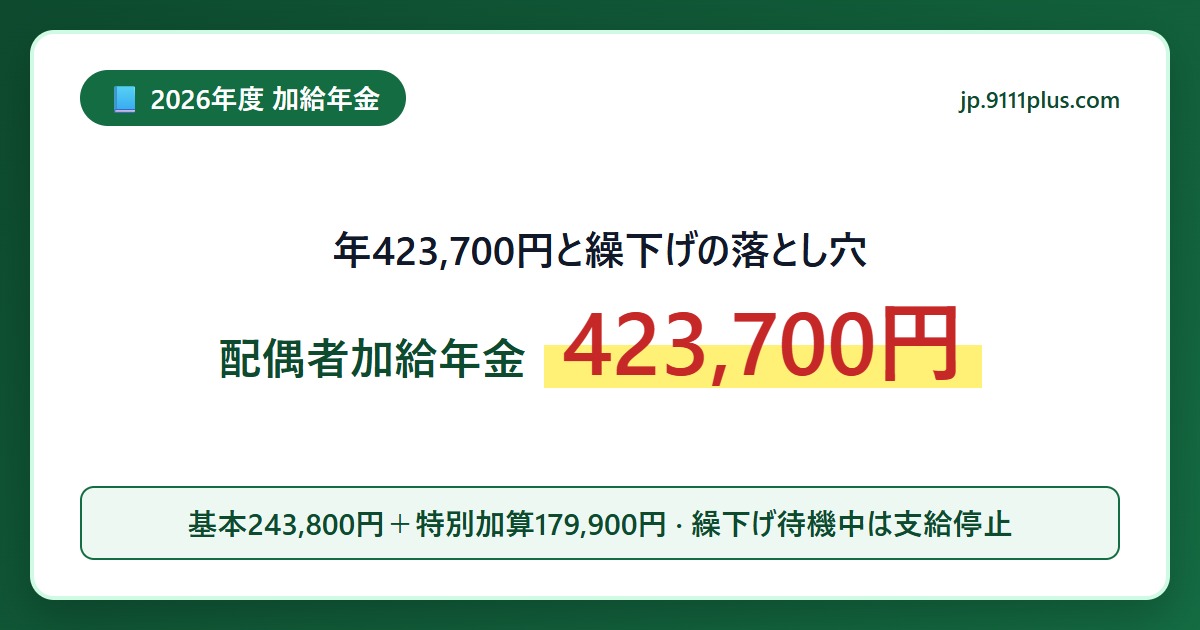 2026年度 加給年金
jp.9111plus.com
年423,700円と繰下げの落とし穴
配偶者加給年金 423,700円
基本243,800円＋特別加算179,900円 · 繰下げ待機中は支給停止